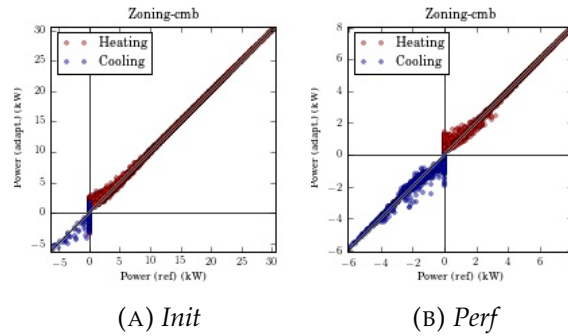 Zoning-cmb
30
25
20
15
10
5
0
−5
Power (adapt.) (kW)
Heating
Cooling
−5 0 5 10 15 20 25 30
Power (ref) (kW)
(A) Init
Zoning-cmb
8
6
4
2
0
−2
−4
−6
Power (adapt.) (kW)
Heating
Cooling
−6 −4 −2 0 2 4 6
Power (ref) (kW)
(B) Perf